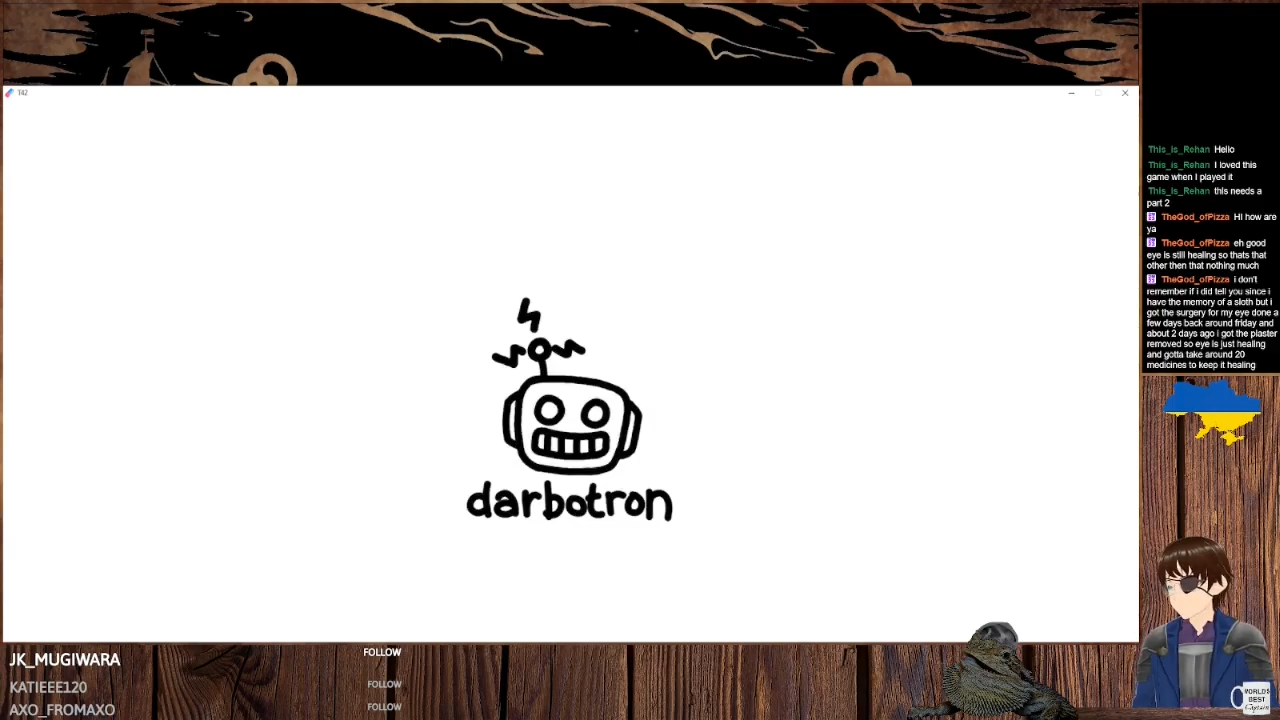 T42
This_is_Rehan Hello
This_is_Rehan I loved this
game when I played it
This_is_Rehan this needs a
part 2
TheGod_ofPizza Hi how are
ya
TheGod_ofPizza eh good
eye is still healing so thats that
other then that nothing much
TheGod_ofPizza i don't
remember if i did tell you since i
have the memory of a sloth but i
got the surgery for my eye done a
few days back around friday and
about 2 days ago i got the plaster
removed so eye is just healing
and gotta take around 20
medicines to keep it healing
darbotron
JK_MUGIWARA FOLLOW
KATIEEE120 FOLLOW
AXO_FROMAXO FOLLOW
WORLD'S
BEST
Captain